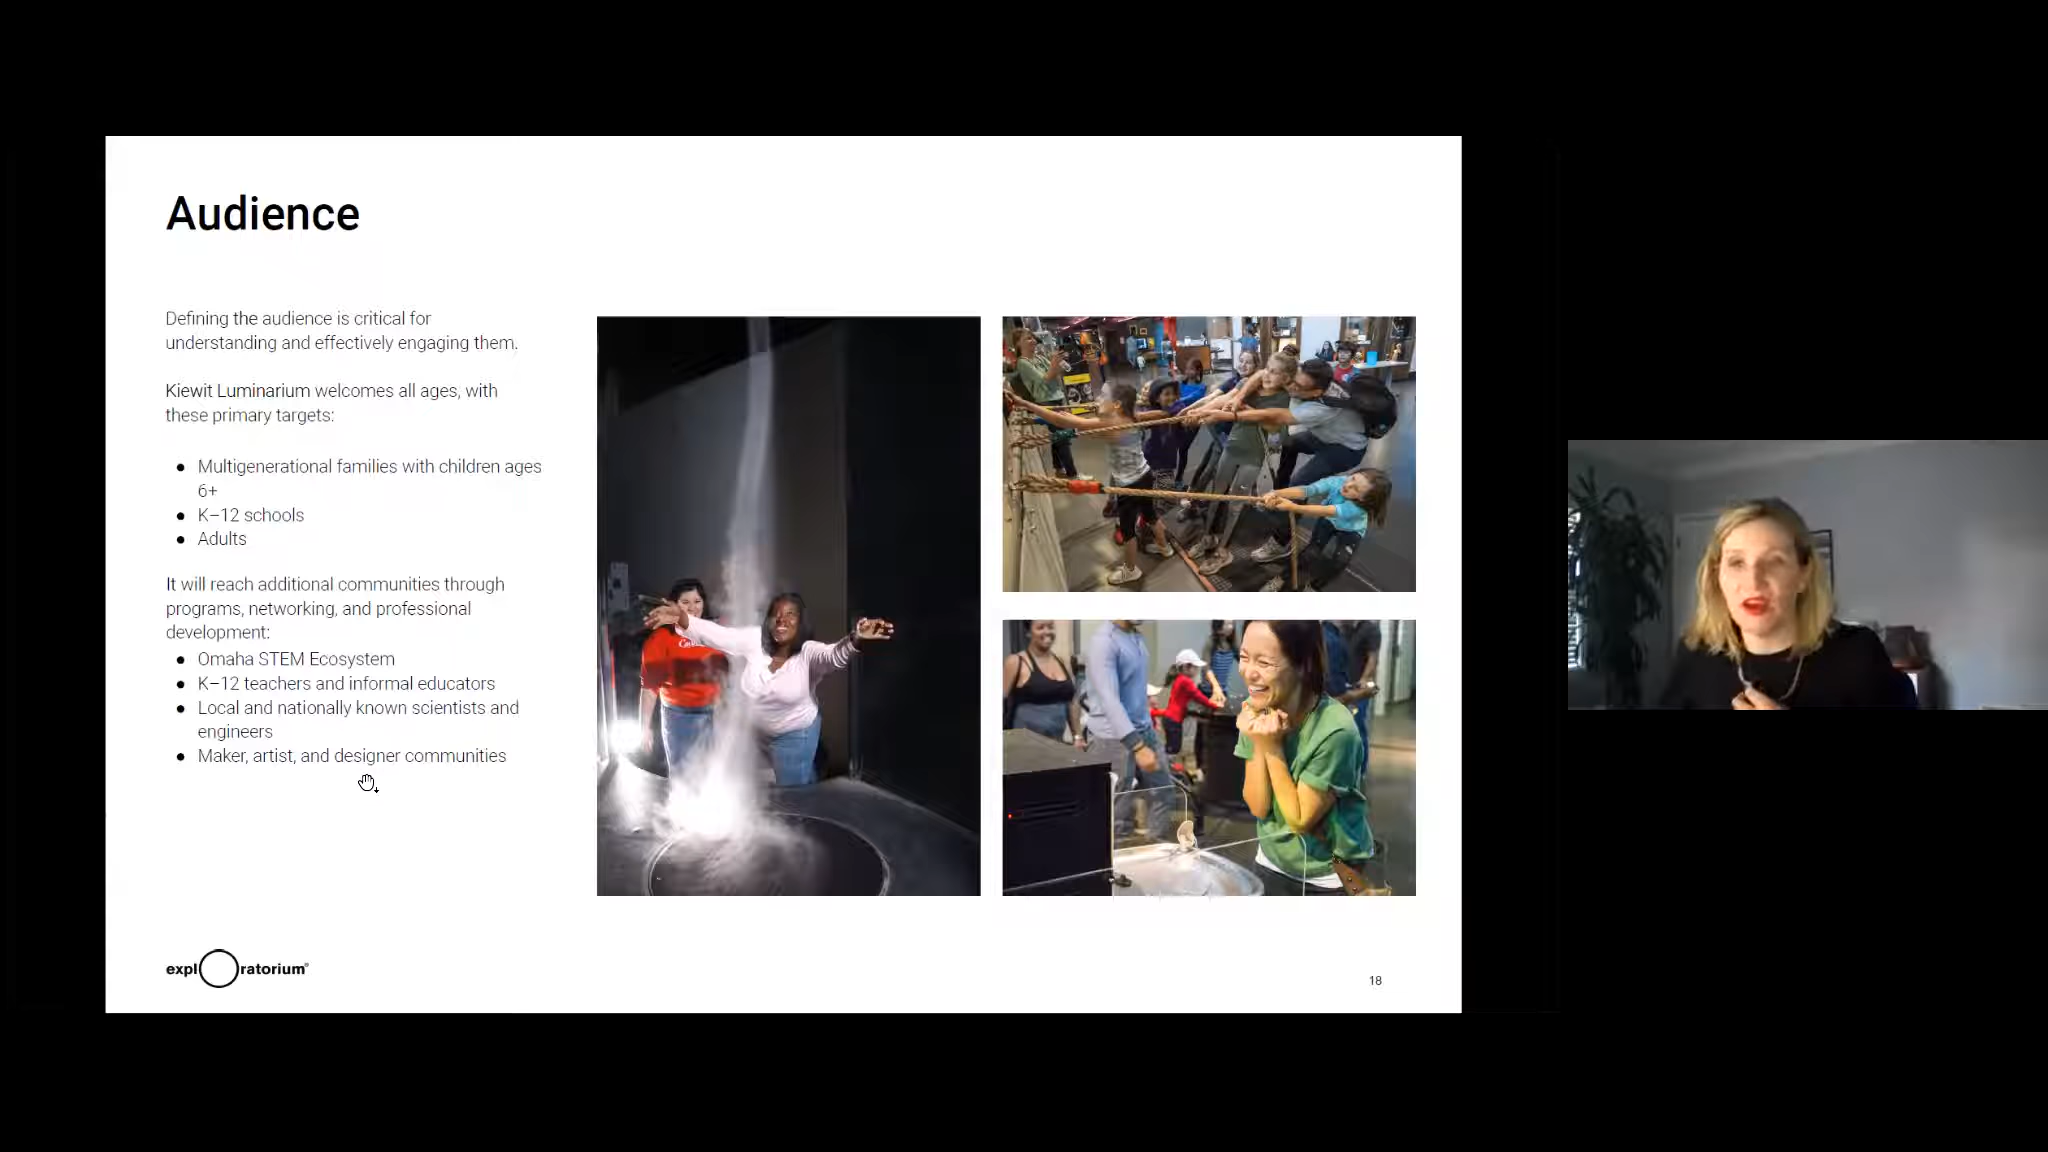 Audience
Defining the audience is critical for
understanding and effectively engaging them.
Kiewit Luminarium welcomes all ages, with
these primary targets:
● Multigenerational families with children ages
6+
● K–12 schools
● Adults
It will reach additional communities through
programs, networking, and professional
development:
● Omaha STEM Ecosystem
● K–12 teachers and informal educators
● Local and nationally known scientists and
engineers
● Maker, artist, and designer communities
explOratorium®
18